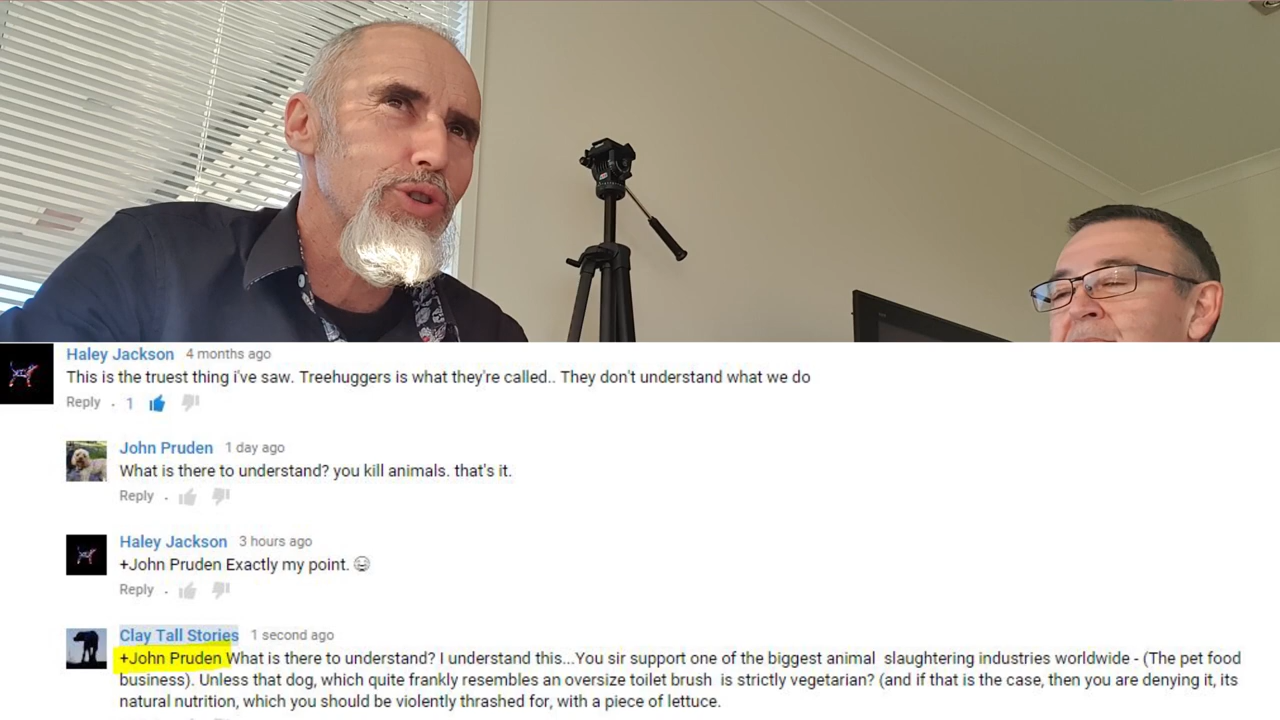 Haley Jackson 4 months ago
This is the truest thing i've saw. Treehuggers is what they're called.. They don't understand what we do
Reply . 1
John Pruden 1 day ago
What is there to understand? you kill animals. that's it.
Reply .
Haley Jackson 3 hours ago
+John Pruden Exactly my point. 😂
Reply .
Clay Tall Stories 1 second ago
+John Pruden What is there to understand? I understand this...You sir support one of the biggest animal slaughtering industries worldwide - (The pet food
business). Unless that dog, which quite frankly resembles an oversize toilet brush is strictly vegetarian? (and if that is the case, then you are denying it, its
natural nutrition, which you should be violently thrashed for, with a piece of lettuce.